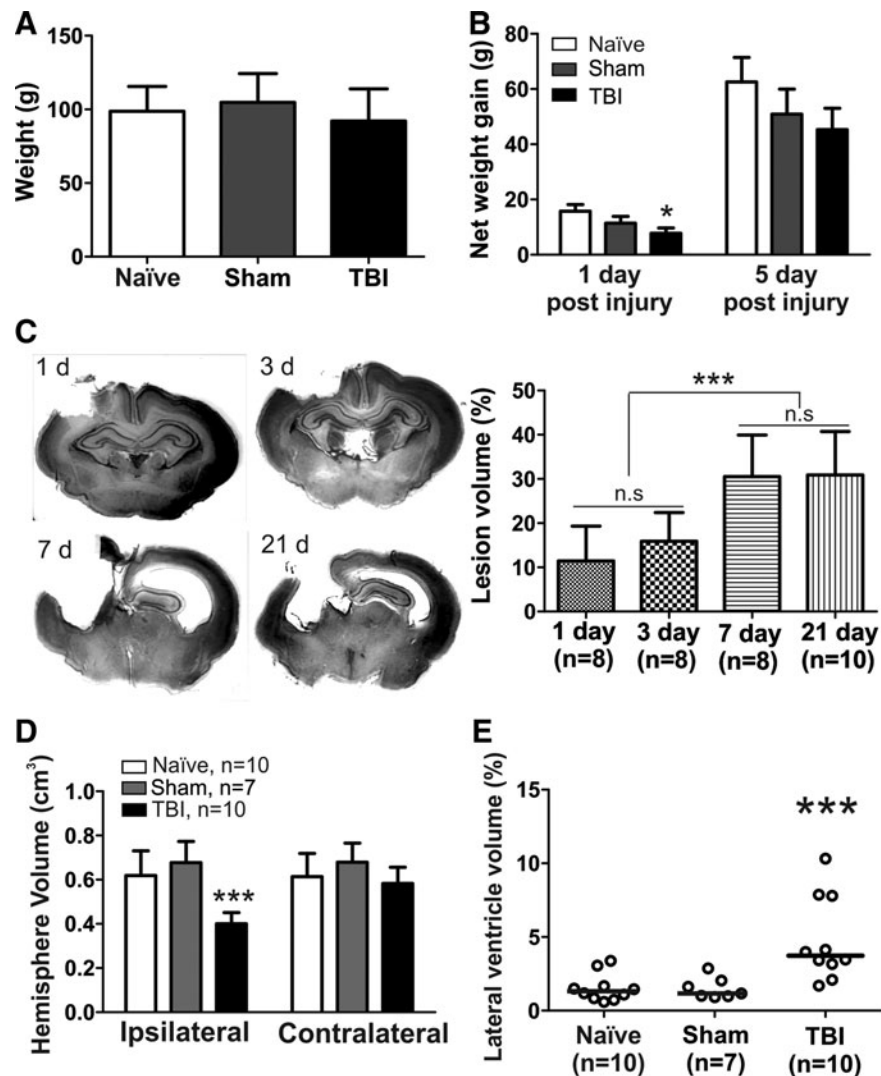 A
Weight (g)
150
100
50
0
Naïve
Sham
TBI
B
Net weight gain (g)
80
60
40
20
0
Naïve
Sham
TBI
*
1 day
post injury
5 day
post injury
C
1 d
3 d
7 d
21 d
Lesion volume (%)
50
40
30
20
10
0
***
n.s
n.s
1 day
(n=8)
3 day
(n=8)
7 day
(n=8)
21 day
(n=10)
D
Hemisphere Volume (cm³)
1.0
0.8
0.6
0.4
0.2
0.0
Naïve, n=10
Sham, n=7
TBI, n=10
***
Ipsilateral
Contralateral
E
Lateral ventricle volume (%)
15
10
5
0
***
Naïve
(n=10)
Sham
(n=7)
TBI
(n=10)